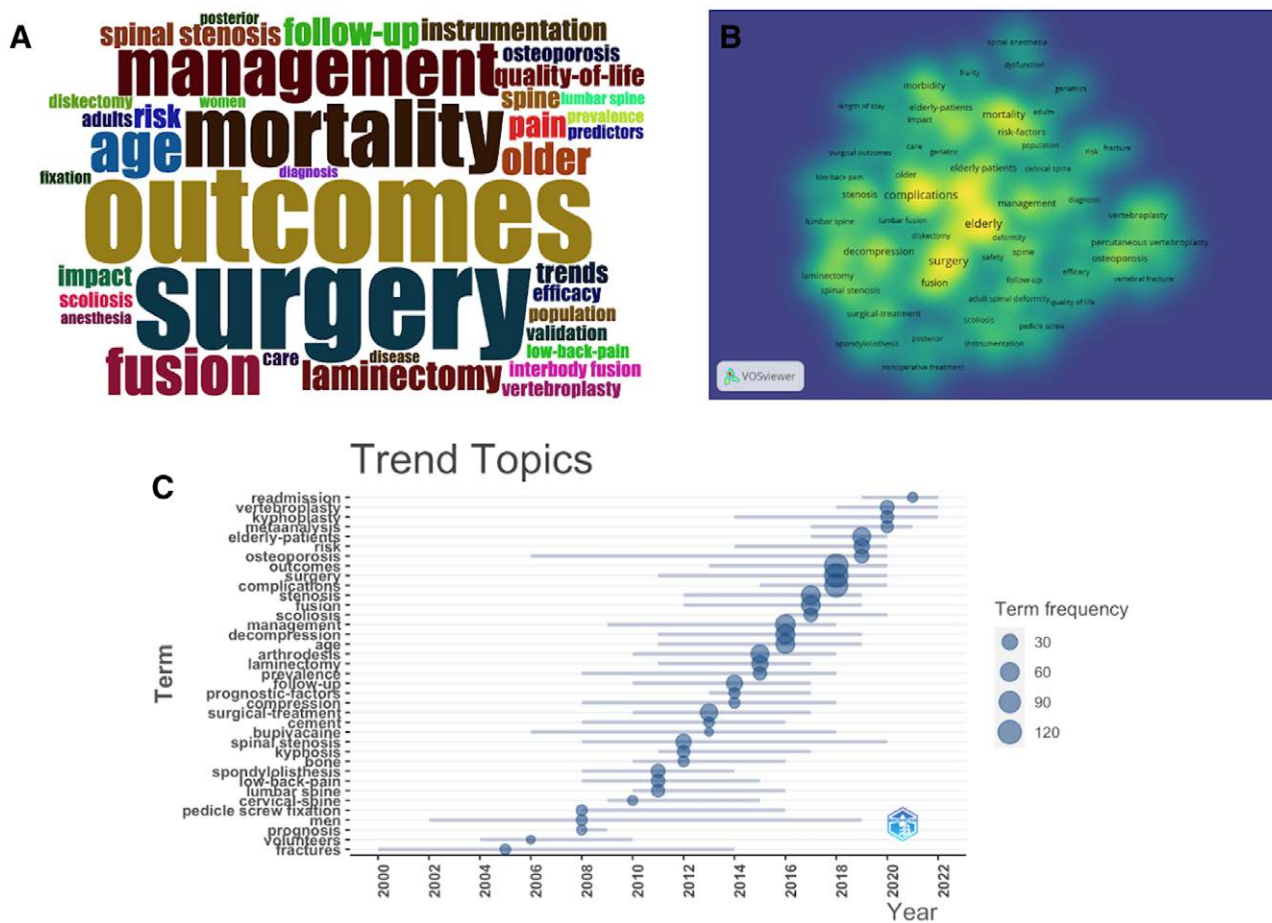 A
posterior
spinal stenosis follow-up instrumentation
management osteoporosis
quality-of-life
diskectomy women spine lumbar spine
adults risk mortality pain prevalence
predictors
age older
fixation diagnosis
outcomes
impact surgery trends
scoliosis efficacy
anesthesia population
validation
fusion care disease low-back-pain
laminectomy interbody fusion
vertebroplasty
B
spinal anesthesia
dysfunction
frailty
morbidity geriatrics
length of stay elderly-patients mortality adults
impact
risk-factors
care population
surgical outcomes geriatric risk fracture
low-back-pain older elderly patients cervical spine
stenosis complications management diagnosis
lumbar spine lumbar fusion elderly vertebroplasty
diskectomy deformity percutaneous vertebroplasty
decompression surgery safety spine osteoporosis
laminectomy fusion follow-up efficacy vertebral fracture
spinal stenosis
adult spinal deformity quality of life
surgical-treatment scoliosis pedicle screw
spondylolisthesis posterior instrumentation
nonoperative treatment
VOSviewer
Trend Topics
C
readmission
vertebroplasty
kyphoplasty
metaanalysis
elderly-patients
risk
osteoporosis
outcomes
surgery
complications
stenosis
fusion
scoliosis
management
decompression
age
arthrodesis
laminectomy
prevalence
follow-up
prognostic-factors
compression
surgical-treatment
cement
bupivacaine
spinal stenosis
kyphosis
bone
spondylolisthesis
low-back-pain
lumbar spine
cervical-spine
pedicle screw fixation
men
prognosis
volunteers
fractures
Term
2000 2002 2004 2006 2008 2010 2012 2014 2016 2018 2020 2022
Year
Term frequency
30
60
90
120